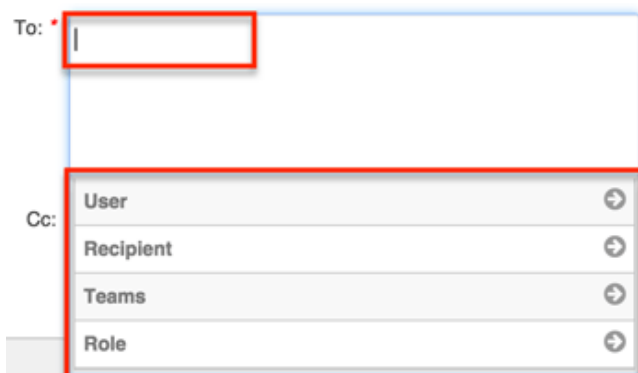 To: *
User
Cc:
Recipient
Teams
Role